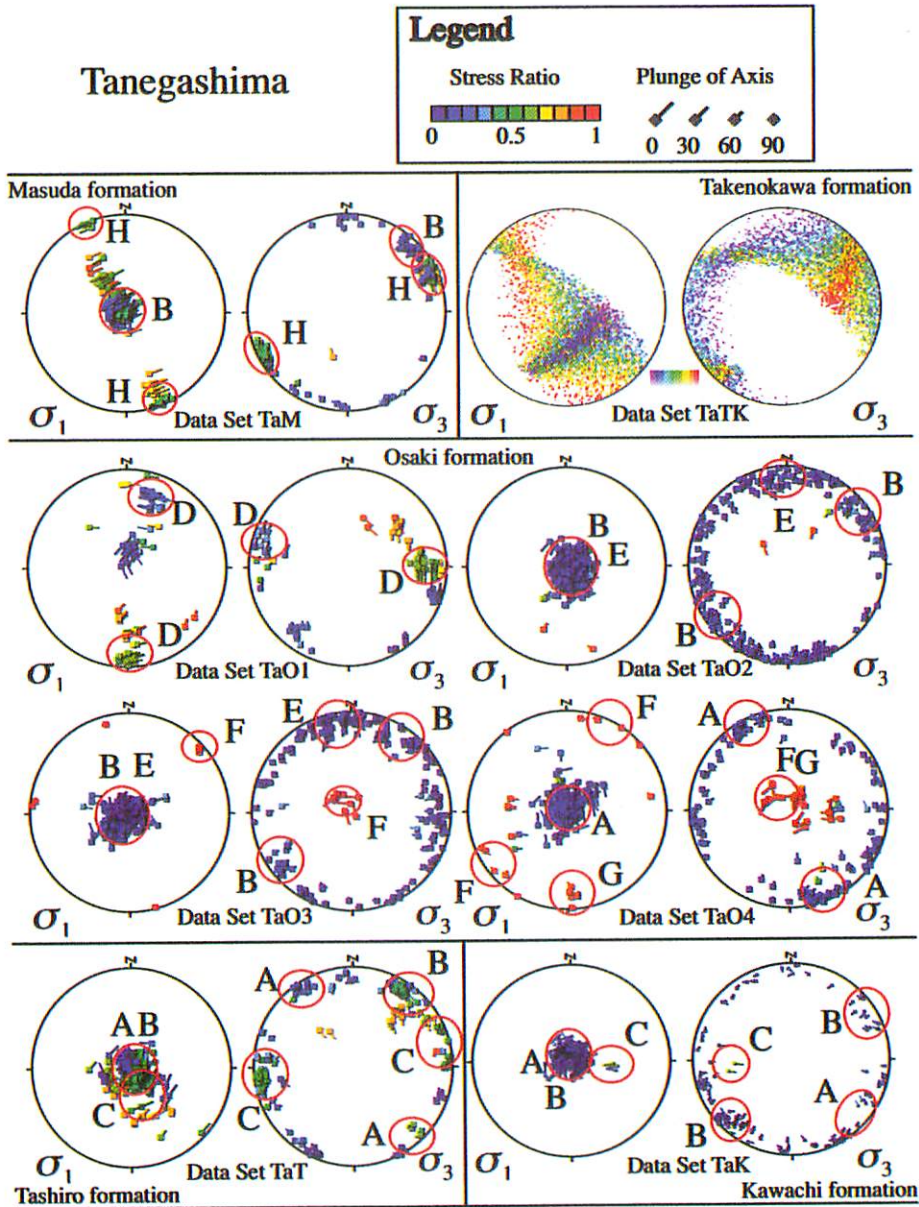 Tanegashima
Legend
Stress Ratio
Plunge of Axis
0 0.5 1
0 30 60 90
Masuda formation
Takenokawa formation
N
N
H
B
B
H
H
H
σ1
Data Set TaM
σ3
σ1
Data Set TaTK
σ3
Osaki formation
N
N
N
N
D
D
B
E
B
E
D
D
B
σ1
Data Set TaO1
σ3
σ1
Data Set TaO2
σ3
N
N
N
N
F
E
B
F
A
B E
FG
F
A
B
F
G
A
σ1
Data Set TaO3
σ3
σ1
Data Set TaO4
σ3
N
N
N
N
A
B
A B
B
C
C
C
A
C
C
B
A
A
B
σ1
Data Set TaT
σ3
σ1
Data Set TaK
σ3
Tashiro formation
Kawachi formation